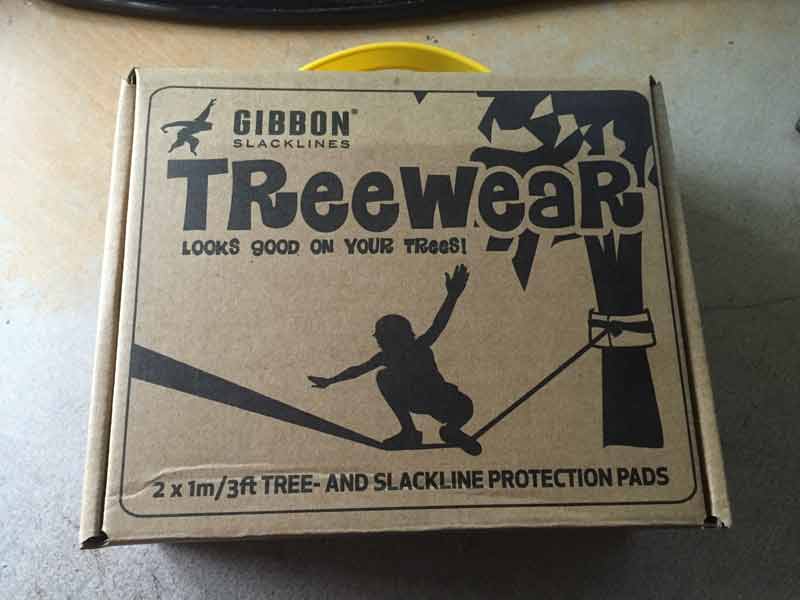 GIBBON®
SLACKLINES
TReeweaR
LOOKS gOOD ON YOUR TReeS!
2 x 1m/3ft TREE- AND SLACKLINE PROTECTION PADS